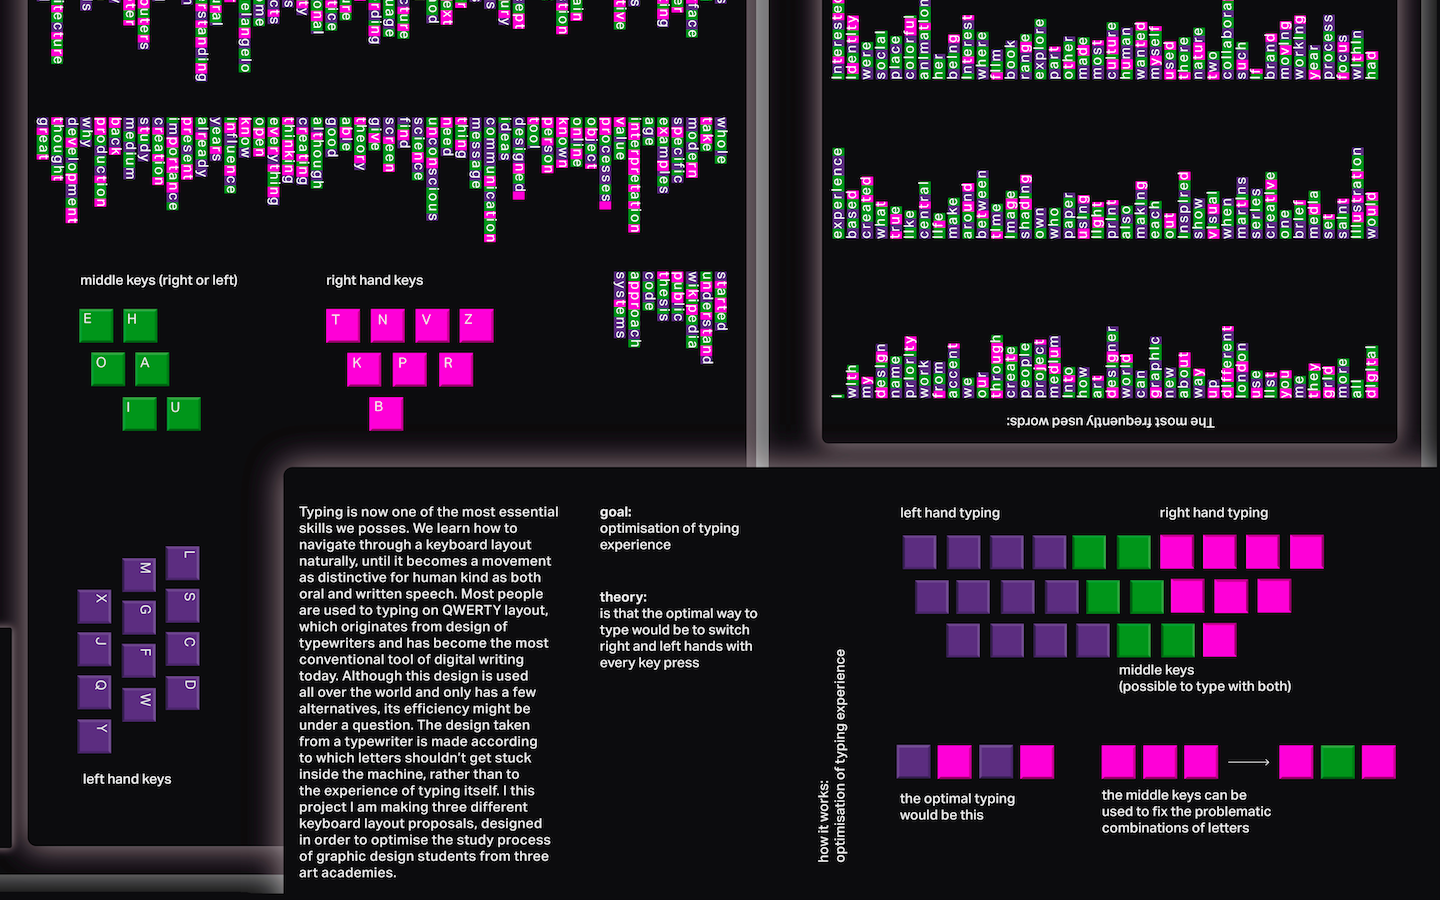 itecture
rstanding
helangelo
great
thought
development
why
production
back
medium
study
creation
importance
present
already
years
influence
know
open
everything
thinking
creating
although
good
able
theory
give
screen
find
science
unconscious
need
thing
message
communication
designed
tool
person
known
online
object
processes
value
interpretation
age
examples
specific
modern
take
whole
systems
approach
code
thesis
public
wikipedia
understand
started
middle keys (right or left)
E H
O A
I U
right hand keys
T N V Z
K P R
B
L
M
S
X
G
C
J
F
D
Q
W
Y
left hand keys
identity
were
social
place
colorful
animation
her
being
interest
where
film
book
range
explore
part
other
made
most
culture
human
wanted
myself
used
there
nature
two
collabora
such
if
brand
moving
working
year
process
focus
within
had
experience
based
created
what
true
like
central
life
make
around
between
time
image
shading
own
who
paper
using
light
print
also
making
each
out
inspired
show
visual
when
martins
series
creative
one
brief
media
set
saint
illustration
would
I
with
my
design
name
priority
work
from
accent
we
our
through
create
people
project
medium
into
how
art
designer
world
can
graphic
new
about
way
up
different
london
use
1st
you
me
they
grid
more
all
digital
The most frequently used words:
Typing is now one of the most essential
skills we posses. We learn how to
navigate through a keyboard layout
naturally, until it becomes a movement
as distinctive for human kind as both
oral and written speech. Most people
are used to typing on QWERTY layout,
which originates from design of
typewriters and has become the most
conventional tool of digital writing
today. Although this design is used
all over the world and only has a few
alternatives, its efficiency might be
under a question. The design taken
from a typewriter is made according
to which letters shouldn't get stuck
inside the machine, rather than to
the experience of typing itself. I this
project I am making three different
keyboard layout proposals, designed
in order to optimise the study process
of graphic design students from three
art academies.
goal:
optimisation of typing
experience
theory:
is that the optimal way to
type would be to switch
right and left hands with
every key press
how it works:
optimisation of typing experience
left hand typing
right hand typing
middle keys
(possible to type with both)
the optimal typing
would be this
the middle keys can be
used to fix the problematic
combinations of letters